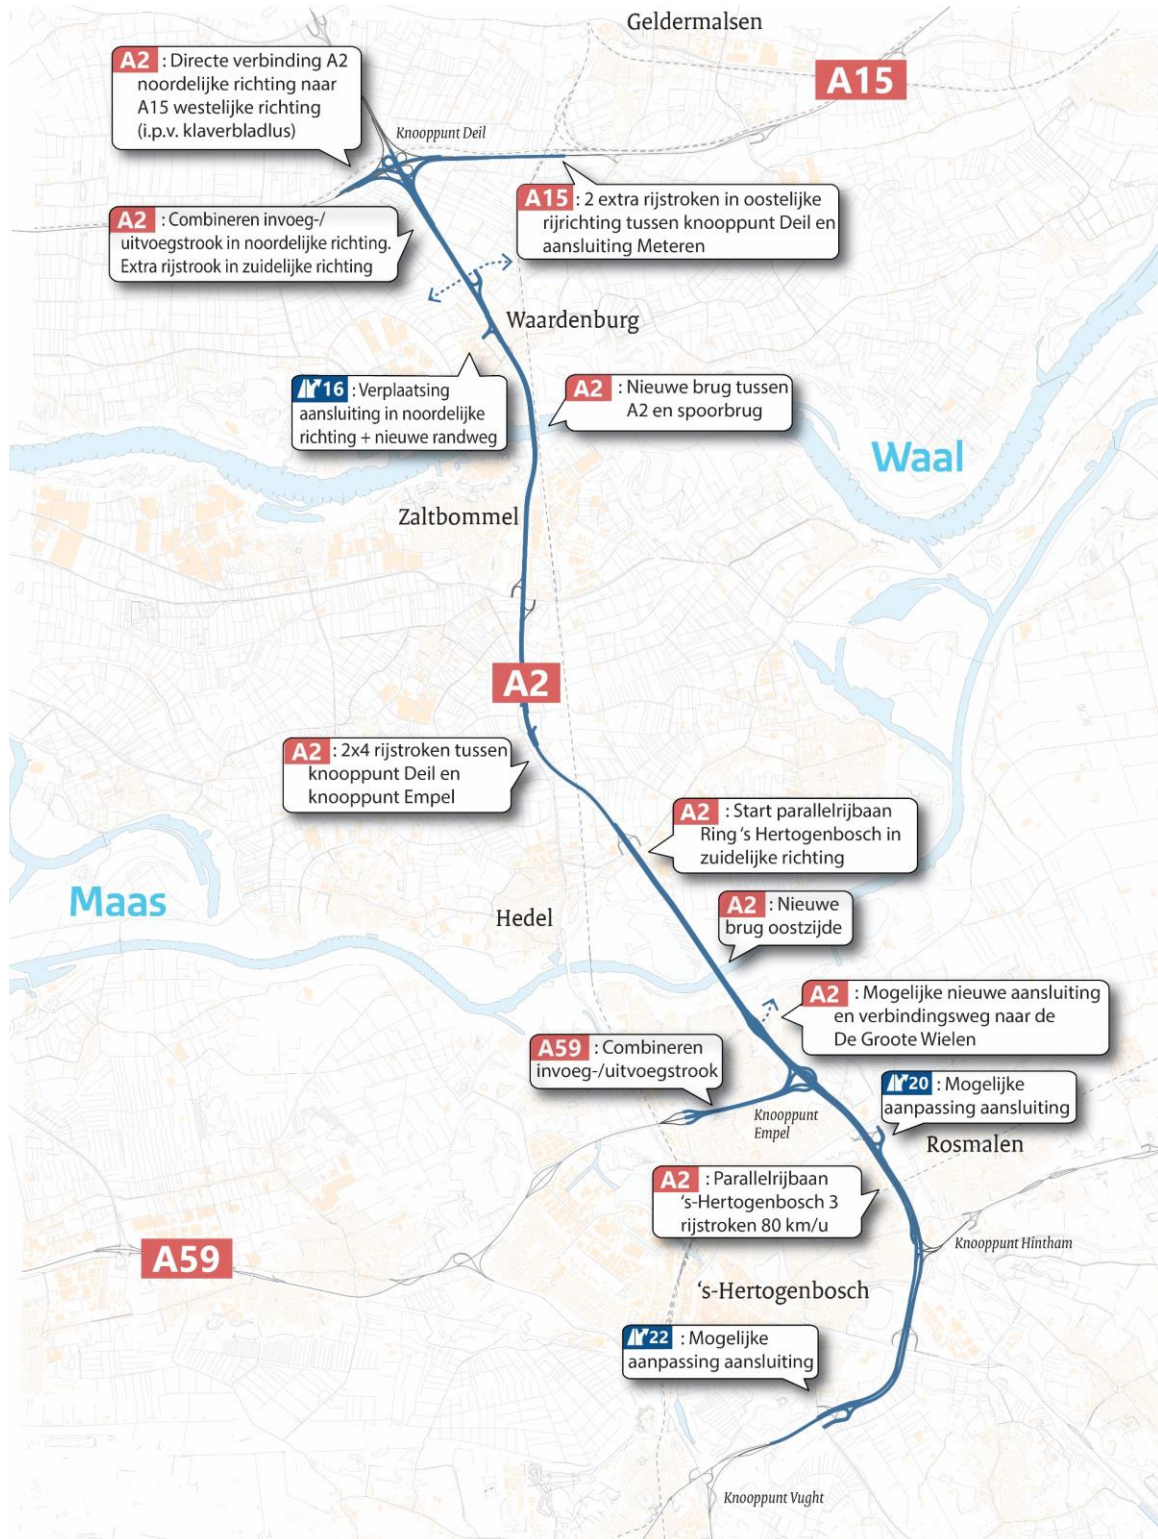 Geldermalsen
A2 : Directe verbinding A2
noordelijke richting naar
A15 westelijke richting
(i.p.v. klaverbladlus)
A15
Knooppunt Deil
A15 : 2 extra rijstroken in oostelijke
rijrichting tussen knooppunt Deil en
aansluiting Meteren
A2 : Combineren invoeg-/
uitvoegstrook in noordelijke richting.
Extra rijstrook in zuidelijke richting
Waardenburg
16 : Verplaatsing
aansluiting in noordelijke
richting + nieuwe randweg
A2 : Nieuwe brug tussen
A2 en spoorbrug
Waal
Zaltbommel
A2
A2 : 2x4 rijstroken tussen
knooppunt Deil en
knooppunt Empel
A2 : Start parallelrijbaan
Ring 's Hertogenbosch in
zuidelijke richting
Maas
Hedel
A2 : Nieuwe
brug oostzijde
A2 : Mogelijke nieuwe aansluiting
en verbindingsweg naar de
De Groote Wielen
A59 : Combineren
invoeg-/uitvoegstrook
20 : Mogelijke
aanpassing aansluiting
Knooppunt
Empel
Rosmalen
A2 : Parallelrijbaan
's-Hertogenbosch 3
rijstroken 80 km/u
Knooppunt Hintham
A59
's-Hertogenbosch
22 : Mogelijke
aanpassing aansluiting
Knooppunt Vught